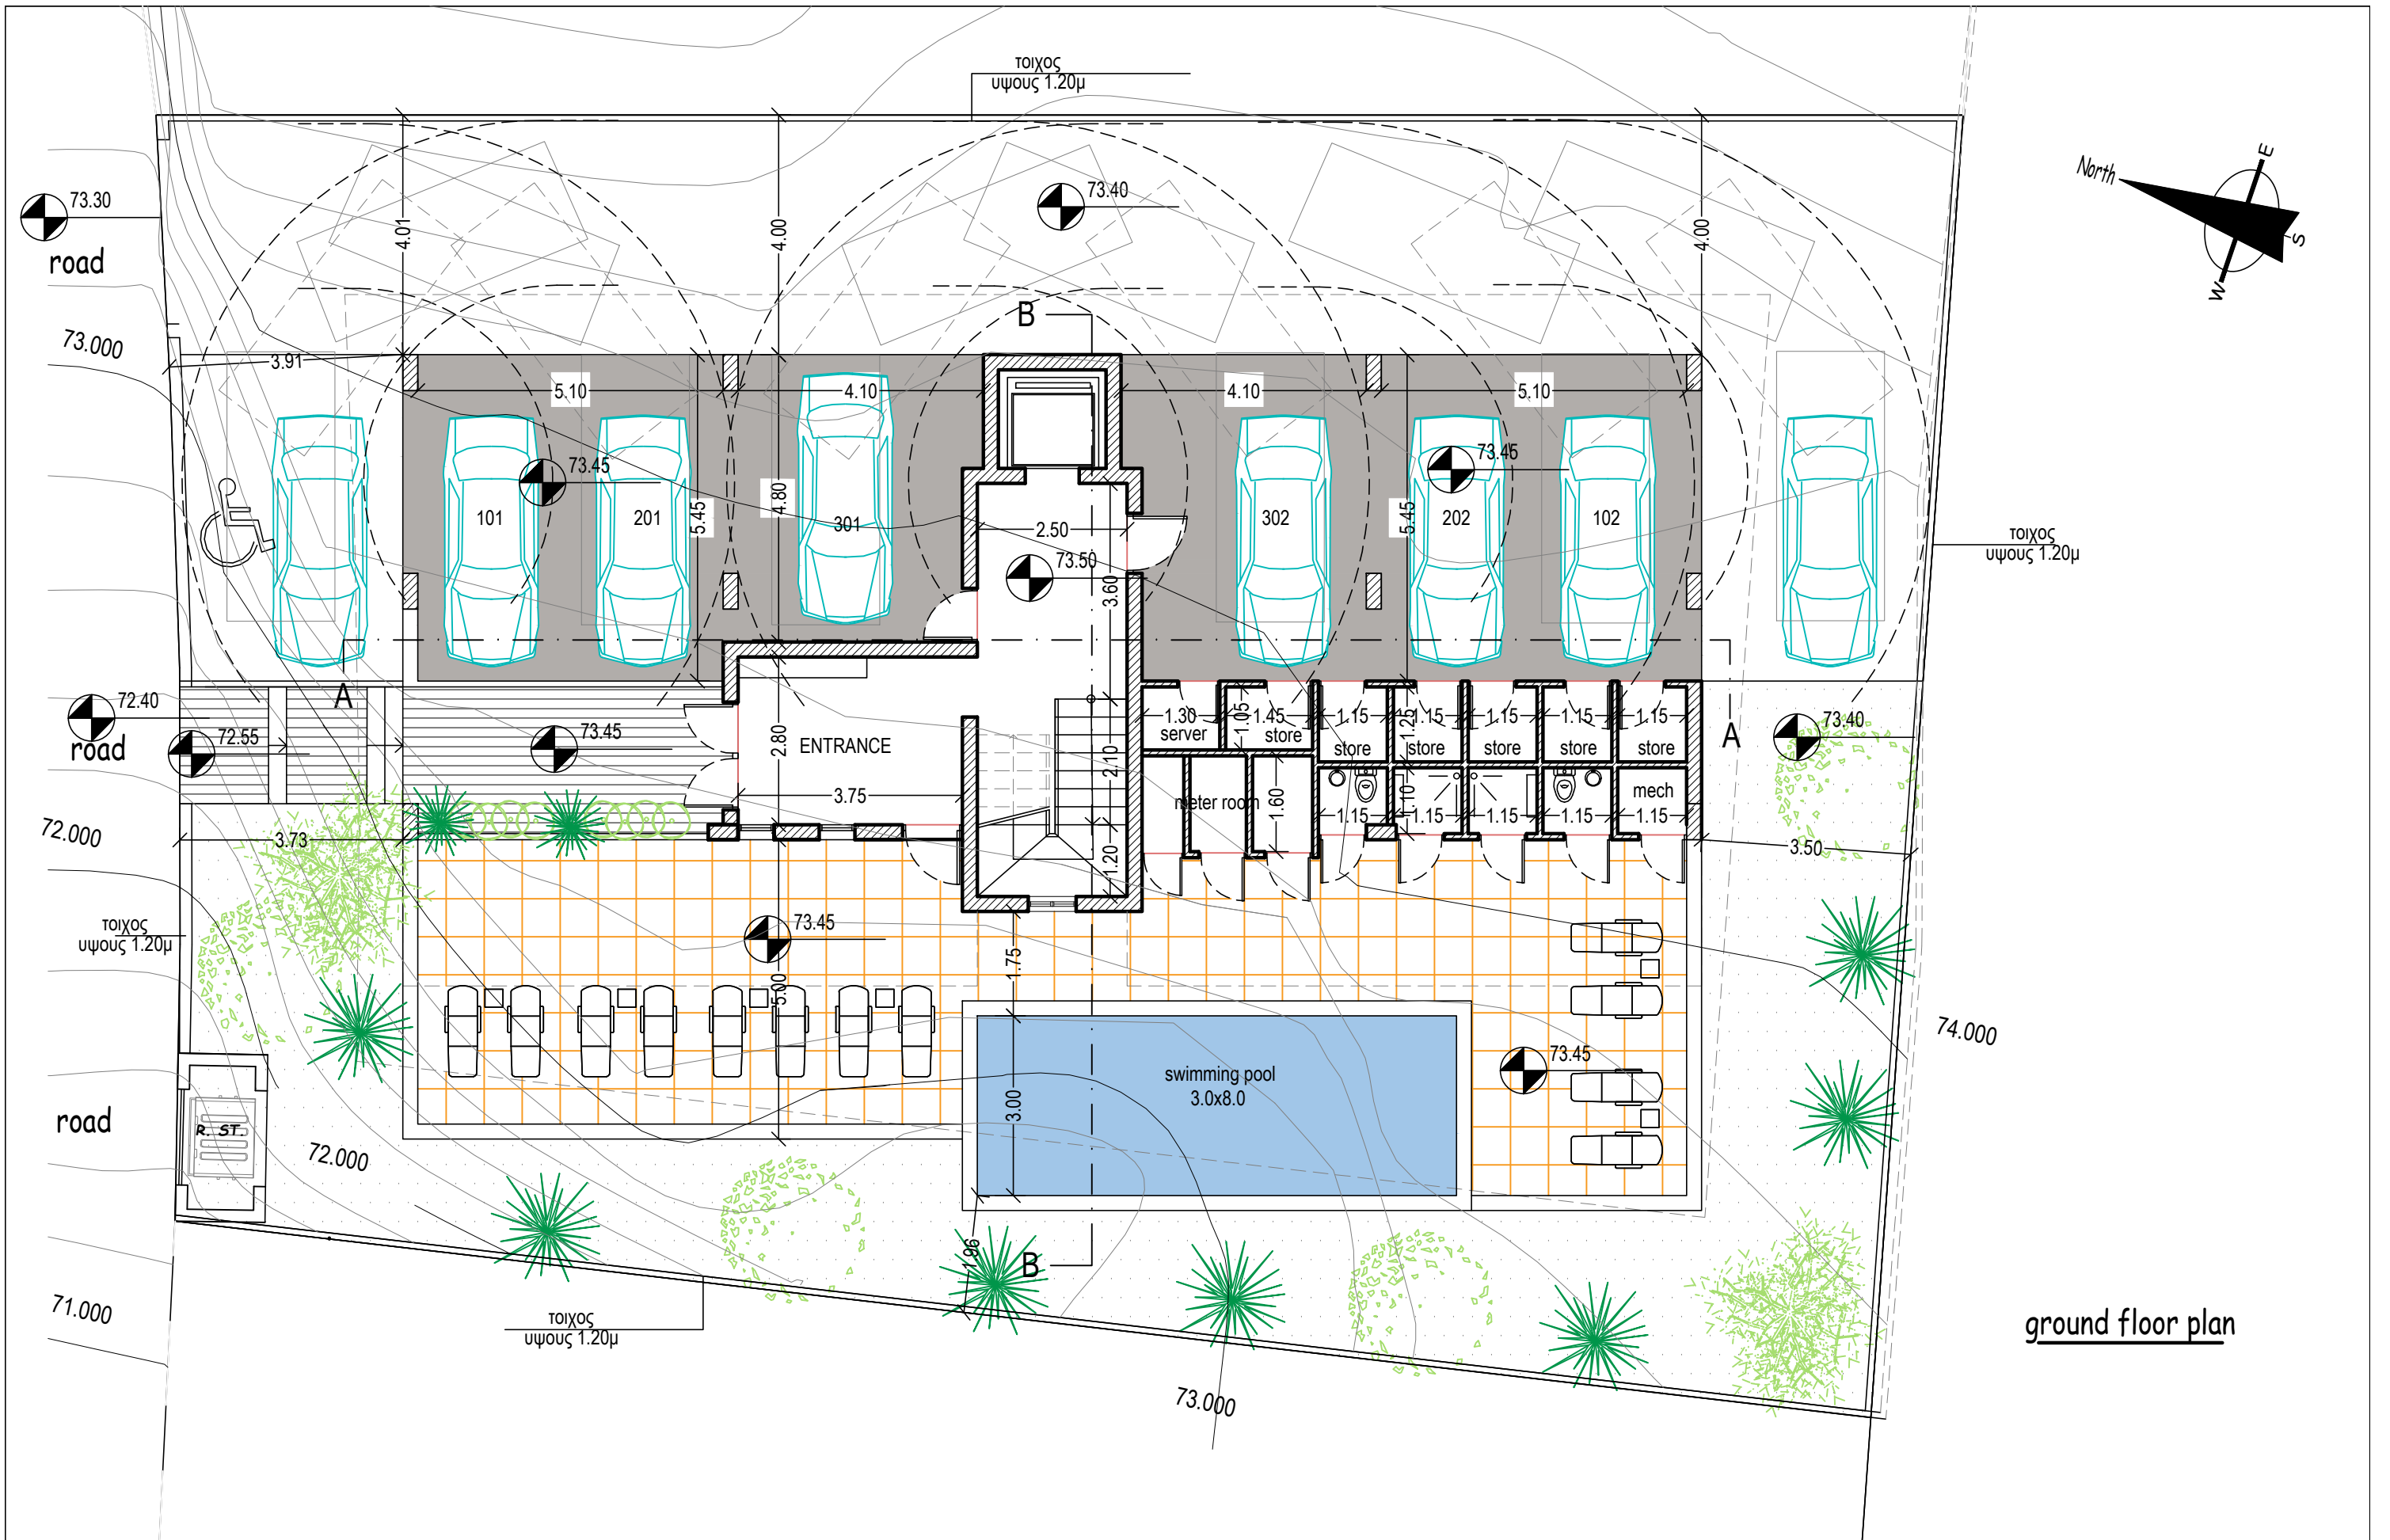 τοιχος
υψους 1.20μ
North
E
S
W
73.30
road
4.01
4.00
73.40
4.00
B
73.000
3.91
5.10
4.10
4.10
5.10
73.45
73.45
101
201
301
302
202
102
5.45
4.80
5.45
2.50
73.50
3.60
τοιχος
υψους 1.20μ
A
72.40
road
72.55
73.45
2.80
ENTRANCE
3.75
2.10
1.20
1.30
server
1.05
1.45
store
1.15
store
1.25
1.15
store
1.15
store
1.15
store
1.15
store
A
73.40
meter room
1.60
1.15
1.10
1.15
1.15
1.15
mech
1.15
72.000
3.73
3.50
τοιχος
υψους 1.20μ
73.45
5.00
1.75
74.000
73.45
swimming pool
3.0x8.0
3.00
road
R. ST.
72.000
1.96
B
71.000
τοιχος
υψους 1.20μ
73.000
ground floor plan